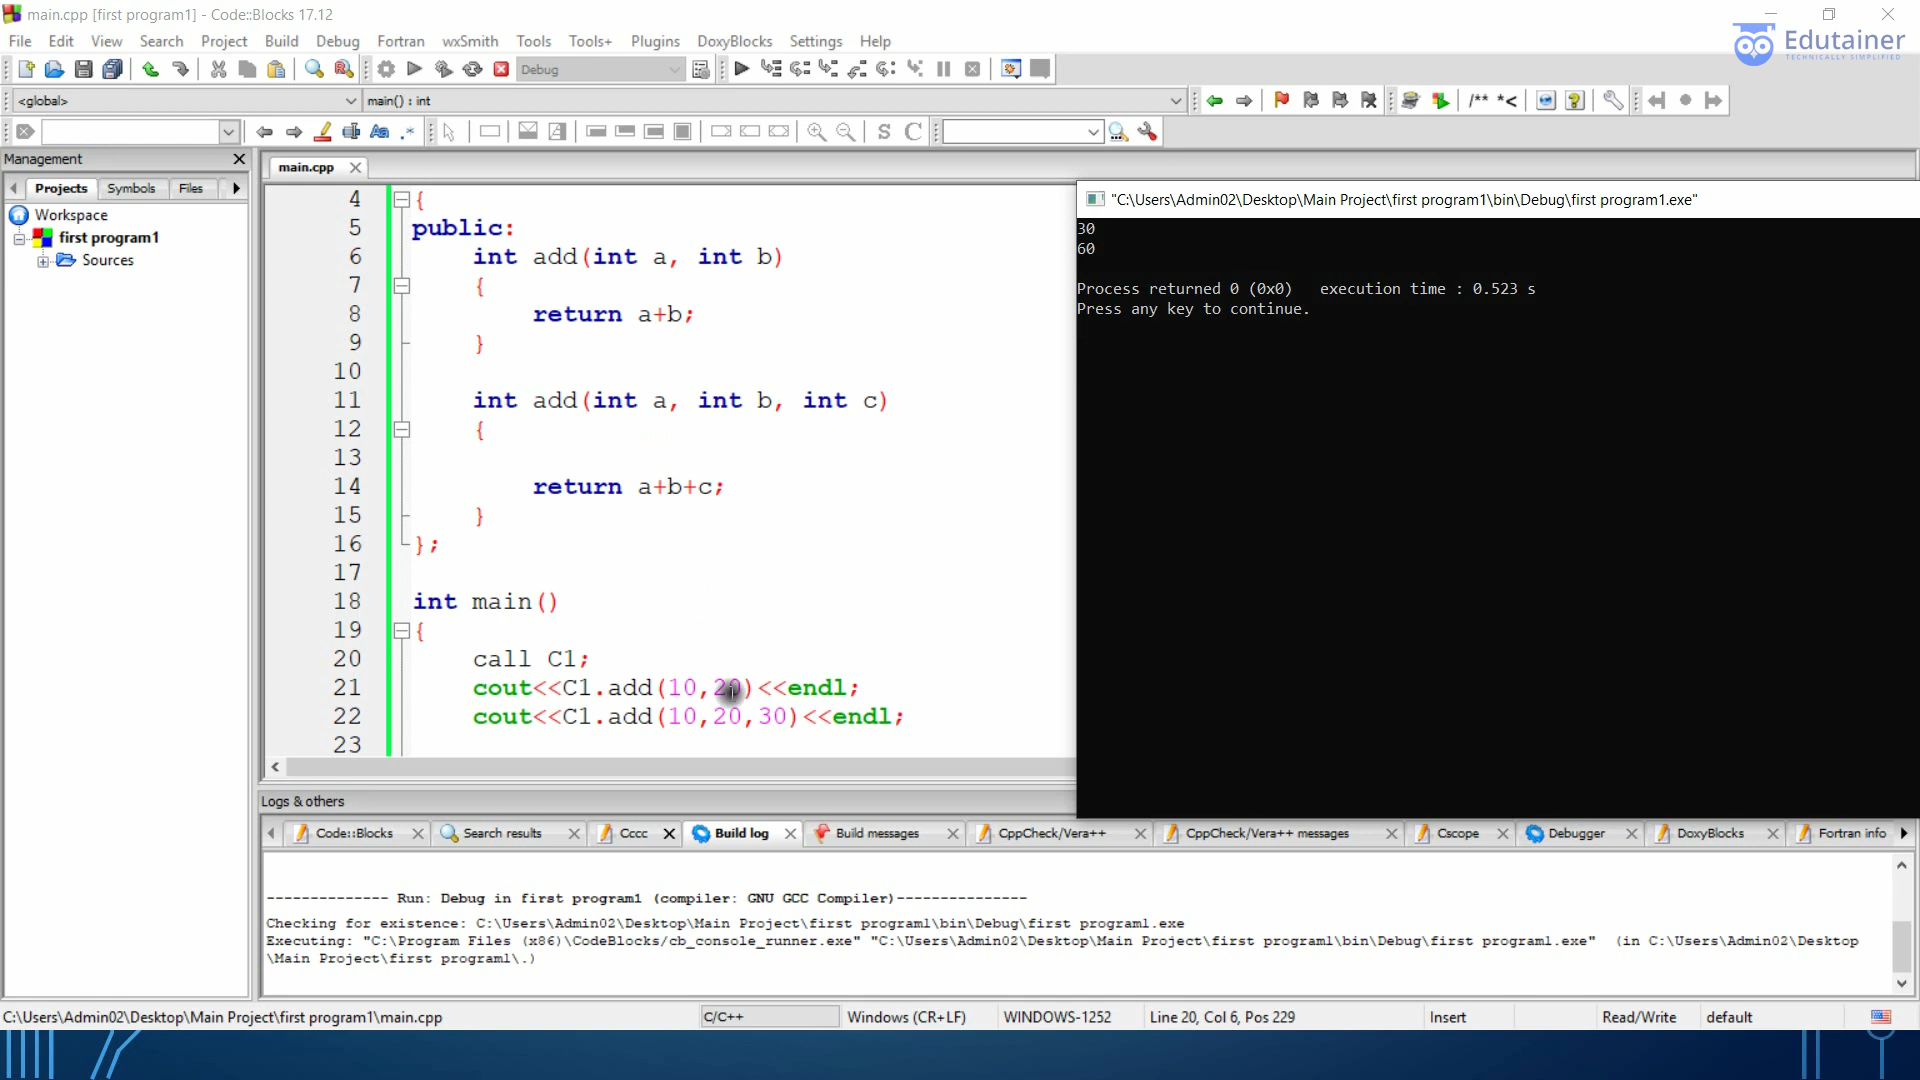 main.cpp [first program1] - Code::Blocks 17.12
Edutainer
TECHNICALLY SIMPLIFIED
File Edit View Search Project Build Debug Fortran wxSmith Tools Tools+ Plugins DoxyBlocks Settings Help
Debug
<global> main() : int
/** *<
Management
main.cpp
Projects Symbols Files
Workspace
first program1
Sources
4 {
5 public:
6 int add(int a, int b)
7 {
8 return a+b;
9 }
10
11 int add(int a, int b, int c)
12 {
13
14 return a+b+c;
15 }
16 };
17
18 int main()
19 {
20 call C1;
21 cout<<C1.add(10,20)<<endl;
22 cout<<C1.add(10,20,30)<<endl;
23
"C:\Users\Admin02\Desktop\Main Project\first program1\bin\Debug\first program1.exe"
30
60
Process returned 0 (0x0) execution time : 0.523 s
Press any key to continue.
Logs & others
Code::Blocks Search results Cccc Build log Build messages CppCheck/Vera++ CppCheck/Vera++ messages Cscope Debugger DoxyBlocks Fortran info
-------------- Run: Debug in first program1 (compiler: GNU GCC Compiler)---------------
Checking for existence: C:\Users\Admin02\Desktop\Main Project\first program1\bin\Debug\first program1.exe
Executing: "C:\Program Files (x86)\CodeBlocks/cb_console_runner.exe" "C:\Users\Admin02\Desktop\Main Project\first program1\bin\Debug\first program1.exe" (in C:\Users\Admin02\Desktop
\Main Project\first program1\.)
C:\Users\Admin02\Desktop\Main Project\first program1\main.cpp C/C++ Windows (CR+LF) WINDOWS-1252 Line 20, Col 6, Pos 229 Insert Read/Write default